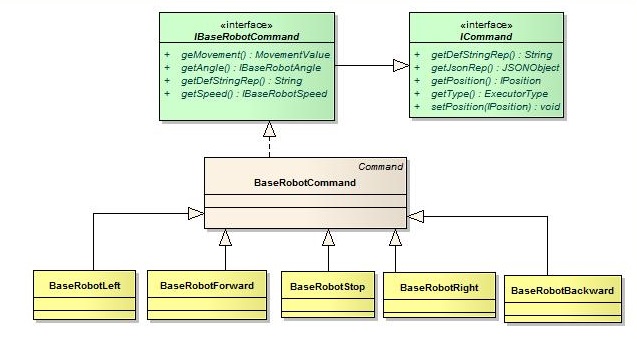 «interface»
IBaseRobotCommand
+ getMovement() : MovementValue
+ getAngle() : IBaseRobotAngle
+ getDefStringRep() : String
+ getSpeed() : IBaseRobotSpeed
«interface»
ICommand
+ getDefStringRep() : String
+ getJsonRep() : JSONObject
+ getPosition() : IPosition
+ getType() : ExecutorType
+ setPosition(IPosition) : void
Command
BaseRobotCommand
BaseRobotLeft
BaseRobotForward
BaseRobotStop
BaseRobotRight
BaseRobotBackward